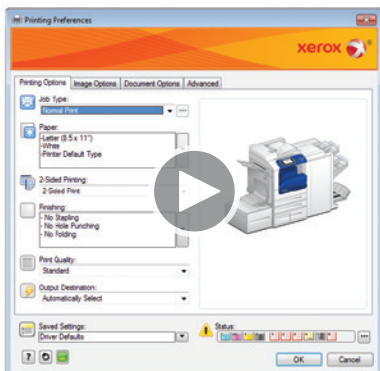 Printing Preferences
xerox
Printing Options Image Options Document Options Advanced
Job Type:
Normal Print
Paper:
-Letter (8.5 x 11")
-White
-Printer Default Type
2-Sided Printing:
2-Sided Print
Finishing:
- No Stapling
- No Hole Punching
- No Folding
Print Quality:
Standard
Output Destination:
Automatically Select
Saved Settings:
Driver Defaults
Status:
?
OK Cancel